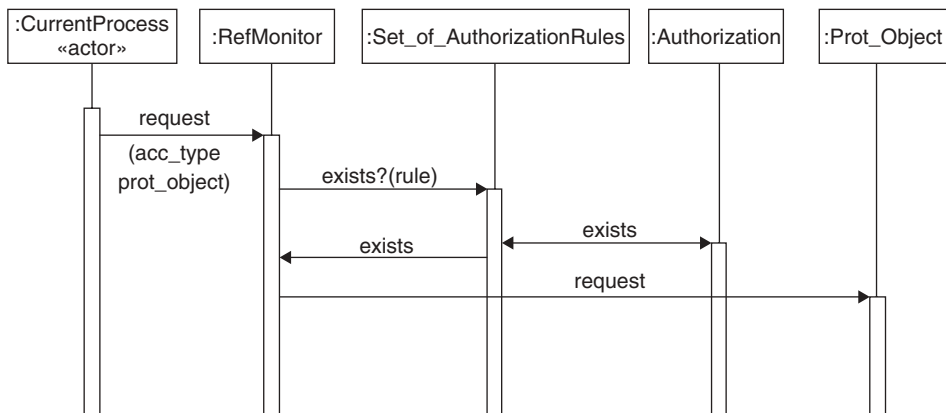 :CurrentProcess
«actor»
:RefMonitor
:Set_of_AuthorizationRules
:Authorization
:Prot_Object
request
(acc_type
prot_object)
exists?(rule)
exists
exists
request